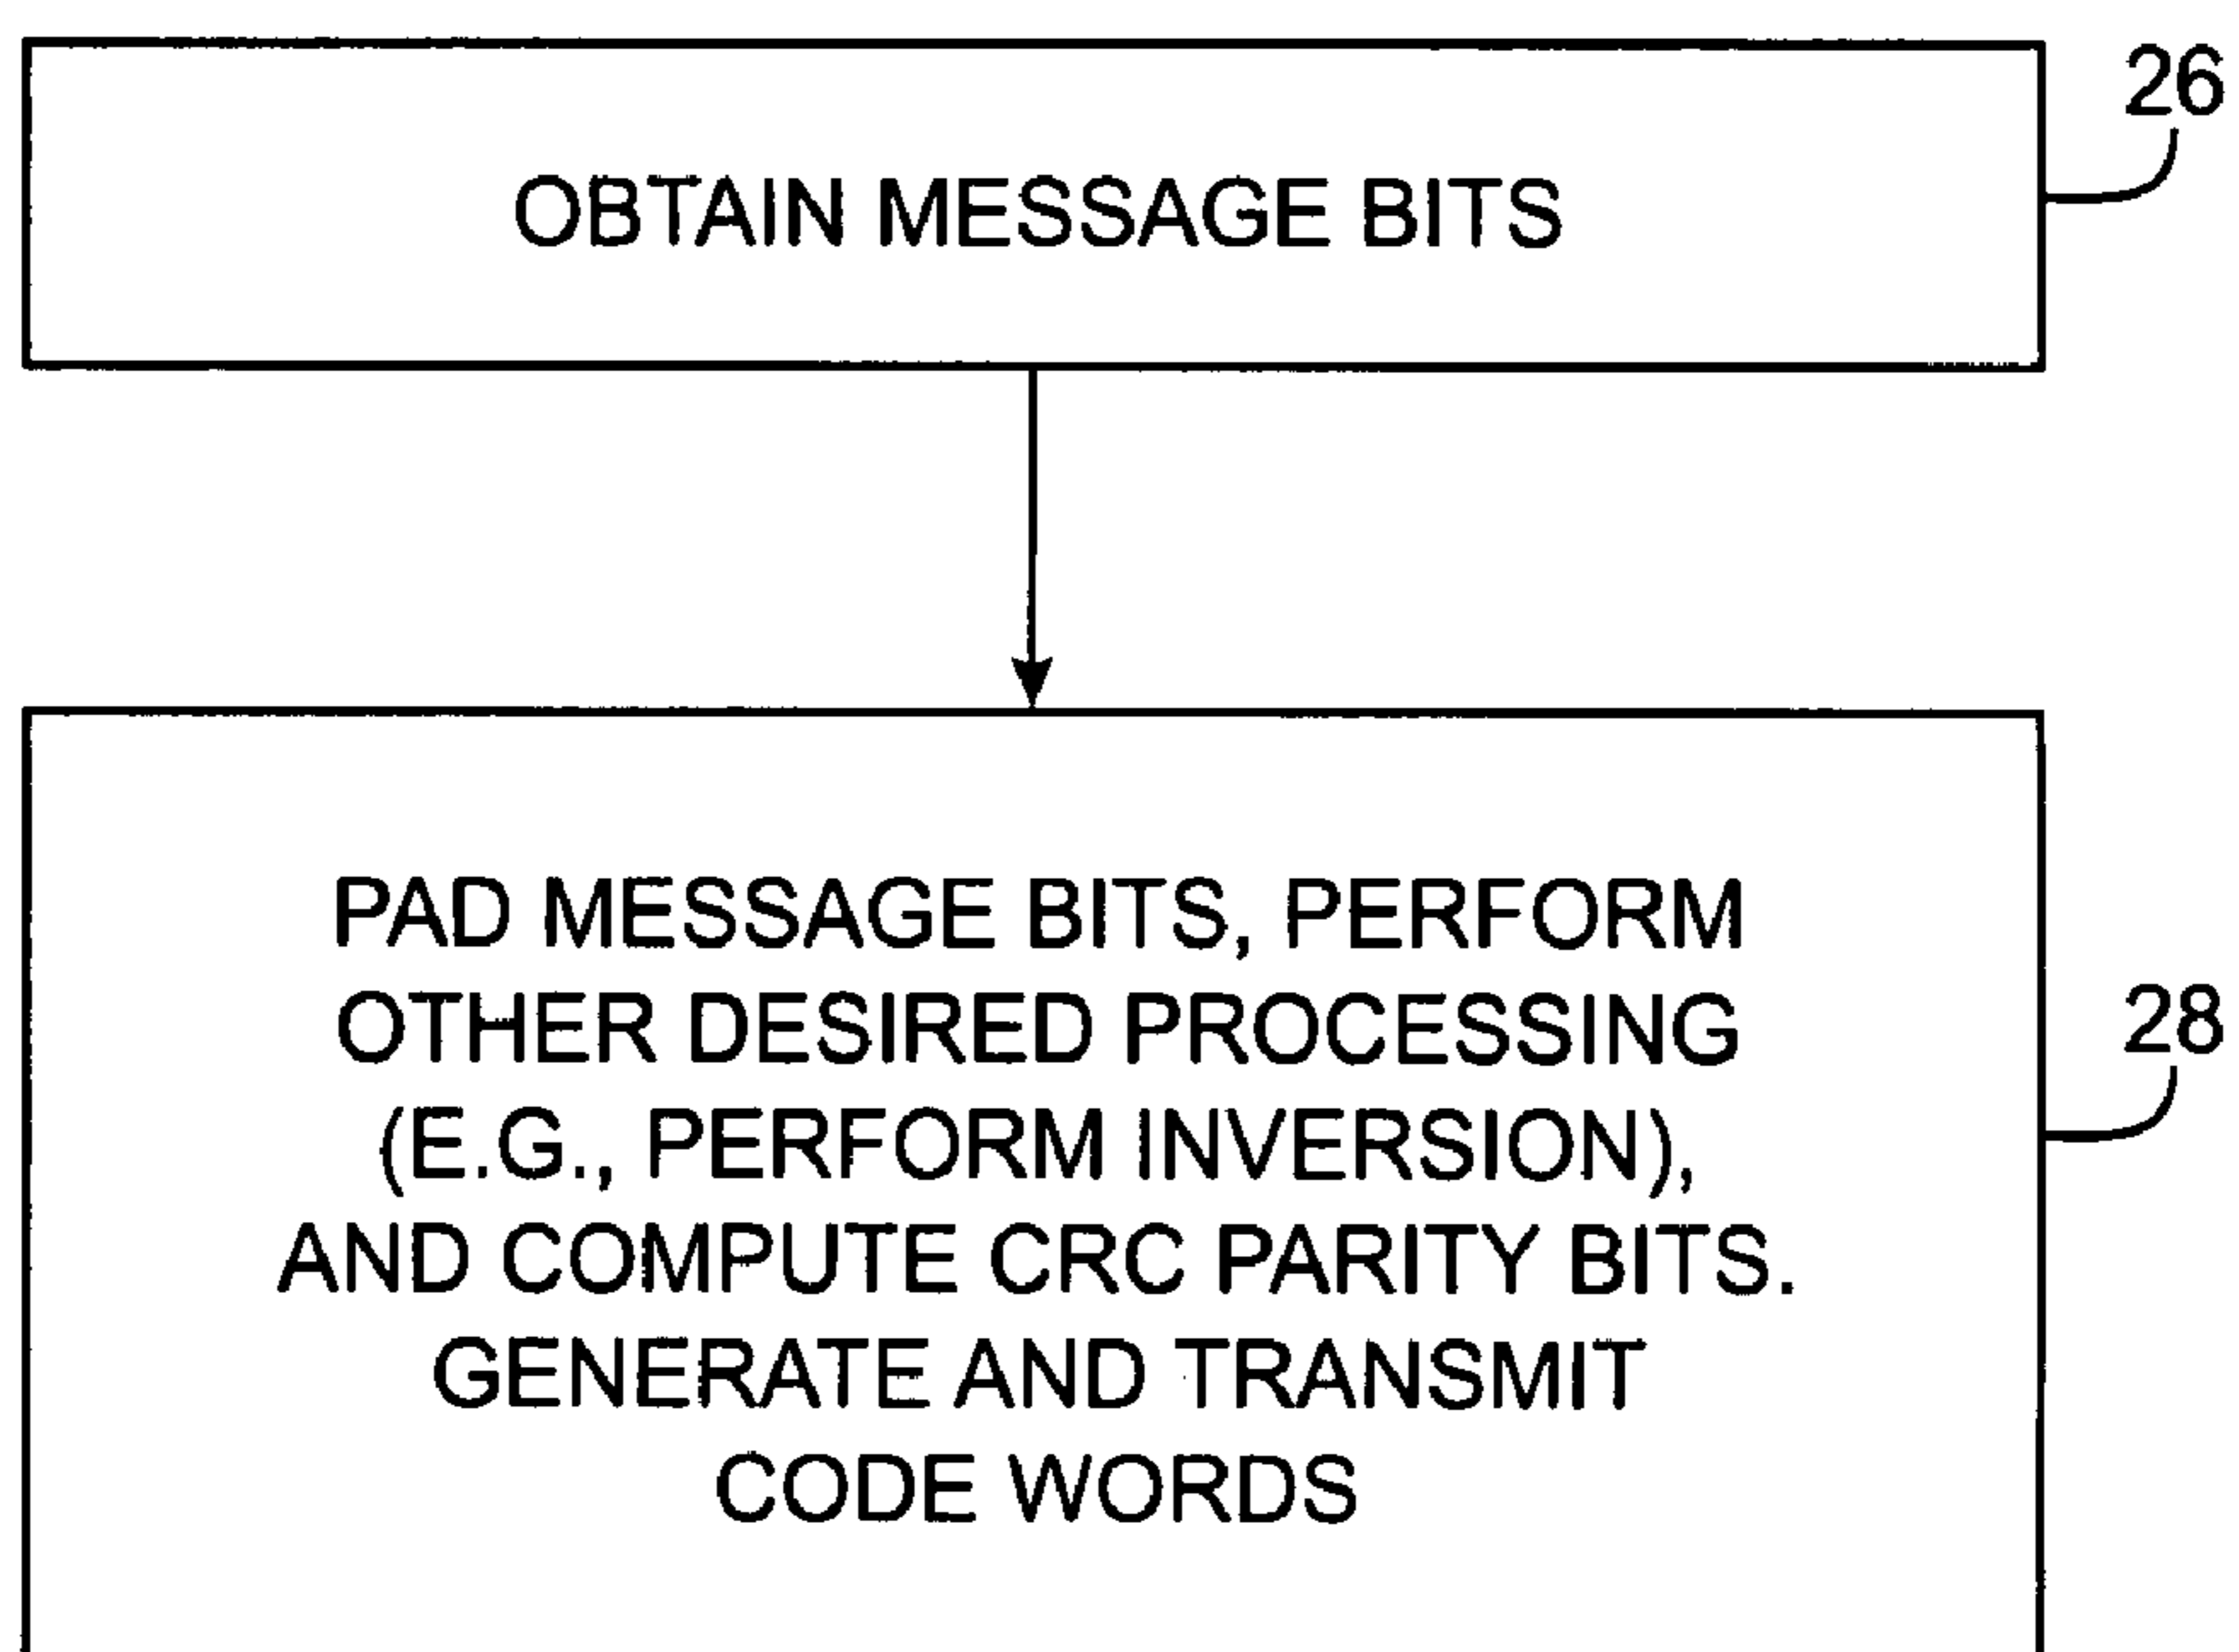 26
OBTAIN MESSAGE BITS
PAD MESSAGE BITS, PERFORM
OTHER DESIRED PROCESSING
28
(E.G., PERFORM INVERSION),
AND COMPUTE CRC PARITY BITS.
GENERATE AND TRANSMIT
CODE WORDS